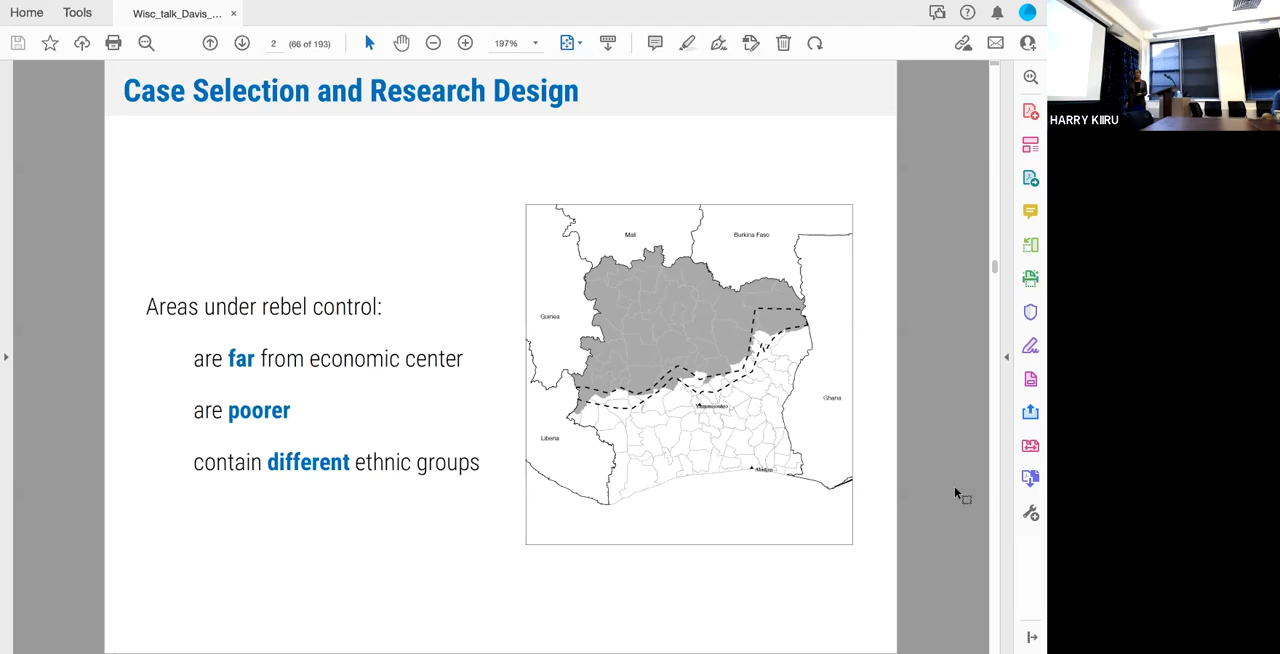 Home Tools Wisc_talk_Davis_... ×
2 (66 of 193) 197%
HARRY KIIRU
Case Selection and Research Design
Areas under rebel control:
are far from economic center
are poorer
contain different ethnic groups
Mali
Burkina Faso
Guinea
Ghana
Liberia